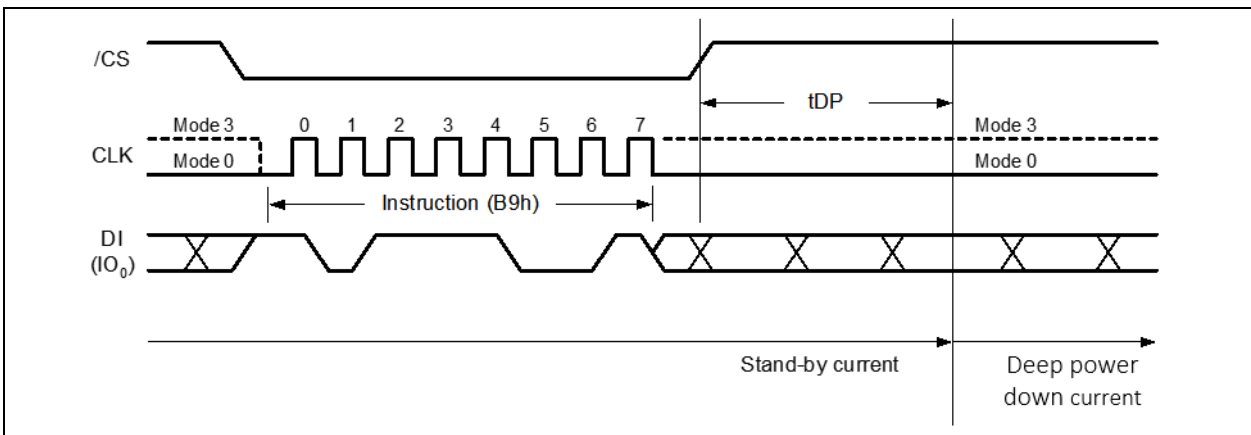 /CS
tDP
Mode 3 0 1 2 3 4 5 6 7 Mode 3
CLK
Mode 0 Mode 0
Instruction (B9h)
DI
(IO₀)
Stand-by current
Deep power
down current